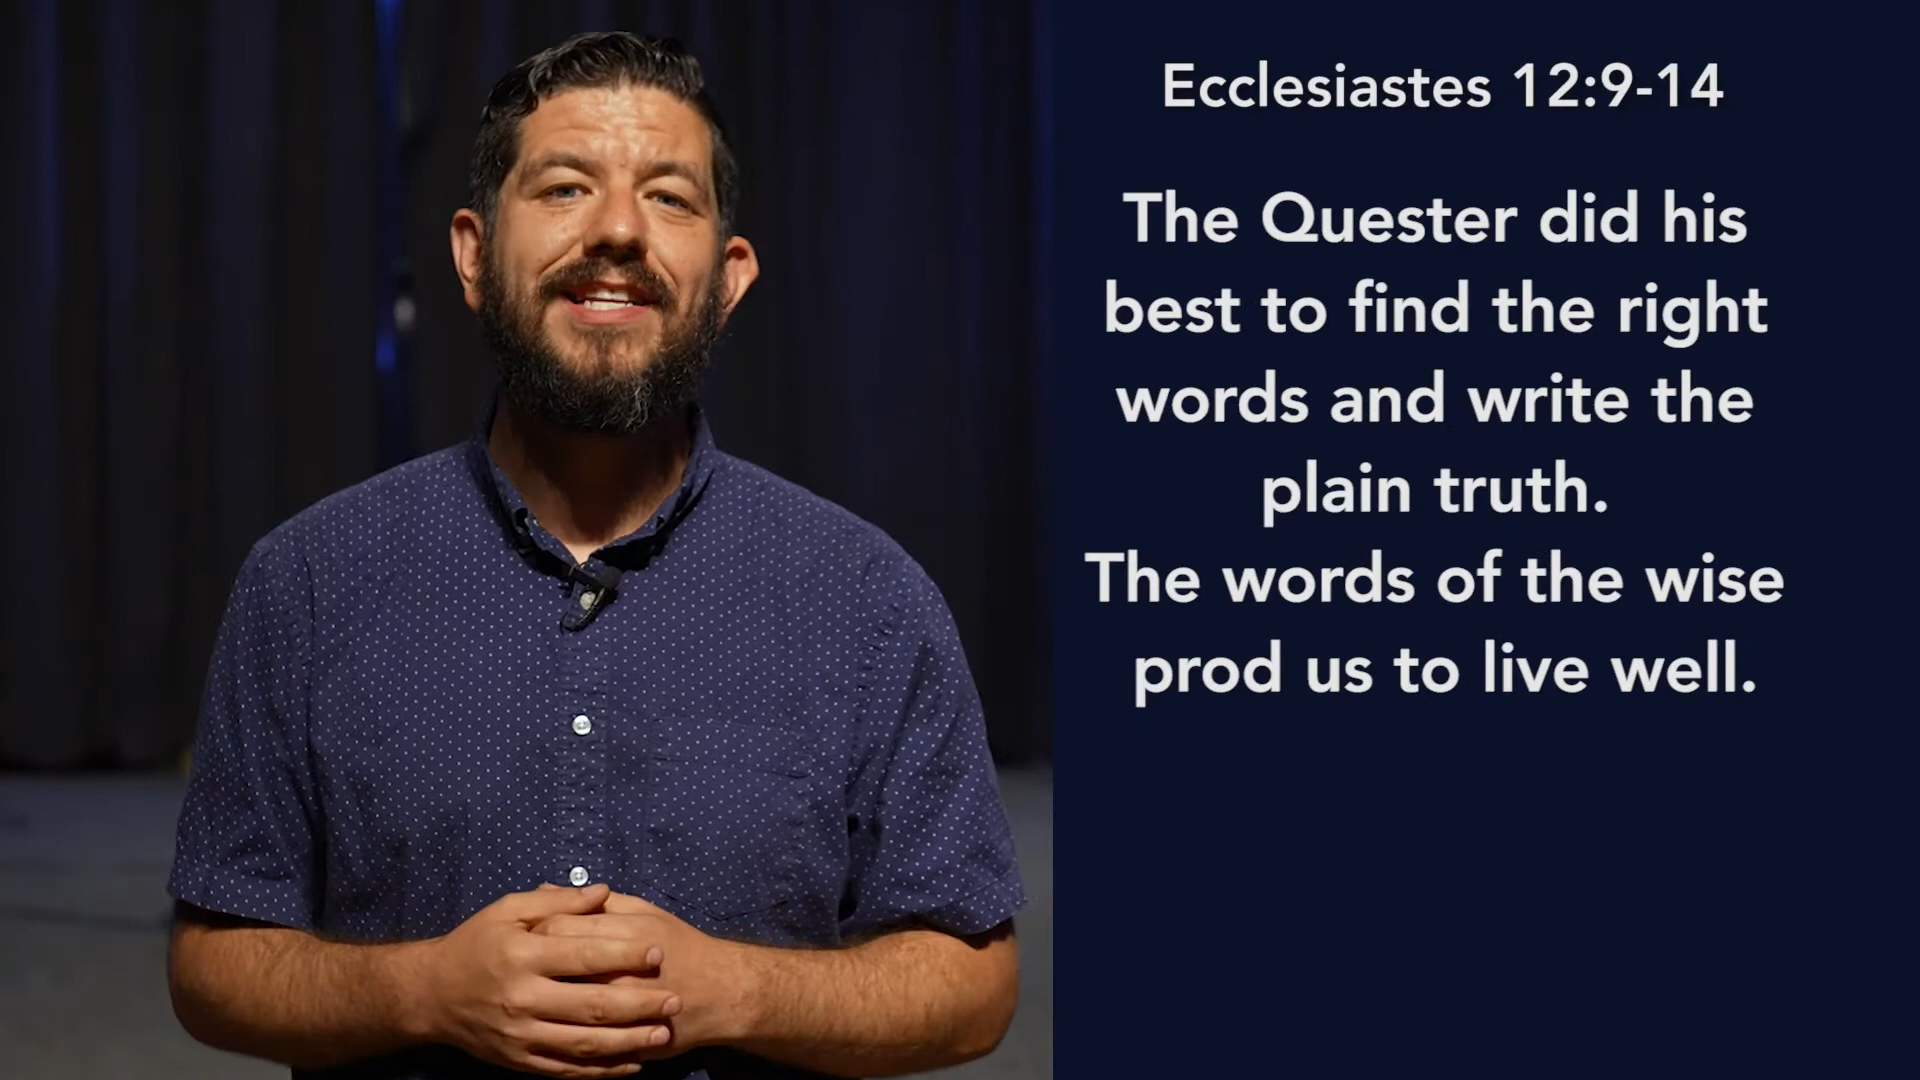 Ecclesiastes 12:9-14
The Quester did his
best to find the right
words and write the
plain truth.
The words of the wise
prod us to live well.